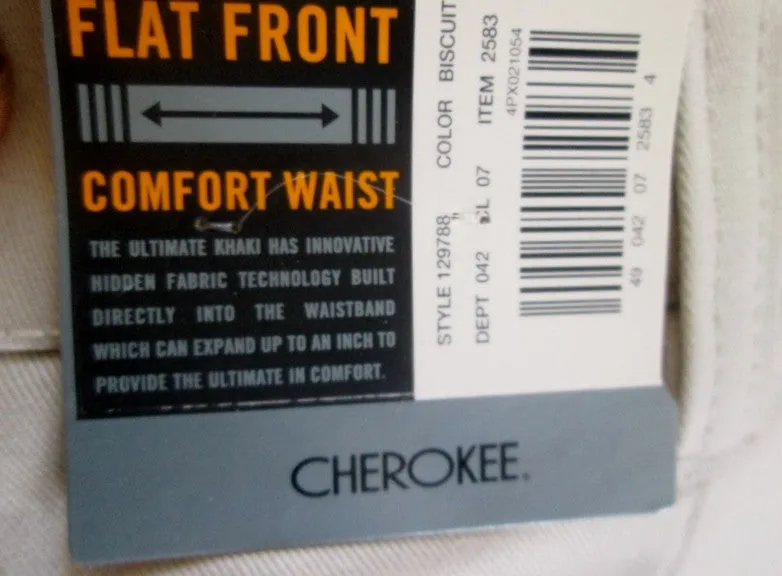 FLAT FRONT
COMFORT WAIST
THE ULTIMATE KHAKI HAS INNOVATIVE
HIDDEN FABRIC TECHNOLOGY BUILT
DIRECTLY INTO THE WAISTBAND
WHICH CAN EXPAND UP TO AN INCH TO
PROVIDE THE ULTIMATE IN COMFORT.
STYLE 129788 COLOR BISCUIT
DEPT 042 CL 07 ITEM 2583
4PX021054
49 042 07 2583 4
CHEROKEE.